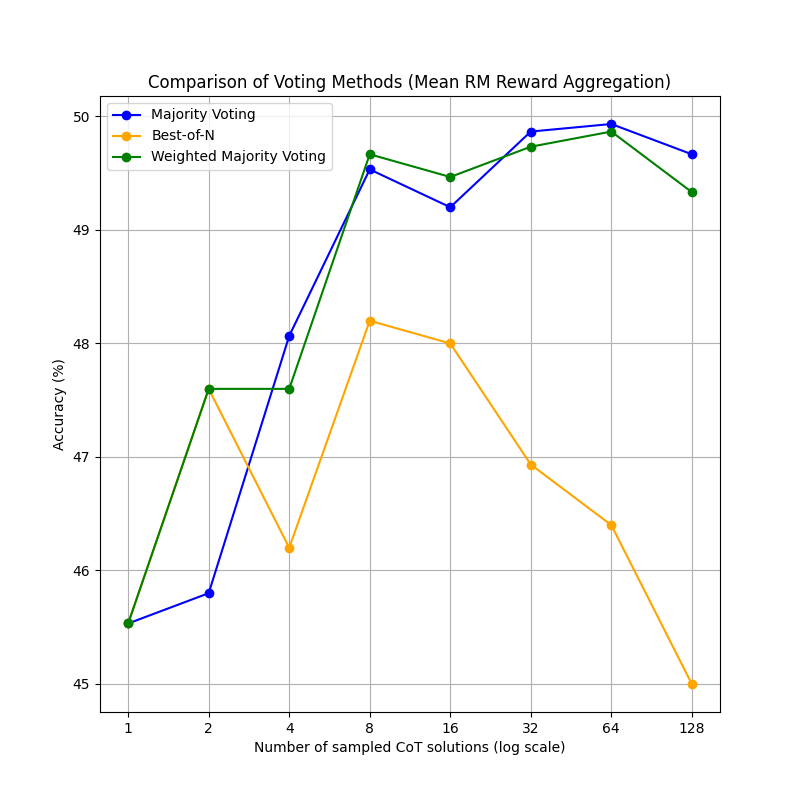 Comparison of Voting Methods (Mean RM Reward Aggregation)
Majority Voting
Best-of-N
Weighted Majority Voting
50
49
48
47
46
45
Accuracy (%)
1 2 4 8 16 32 64 128
Number of sampled CoT solutions (log scale)